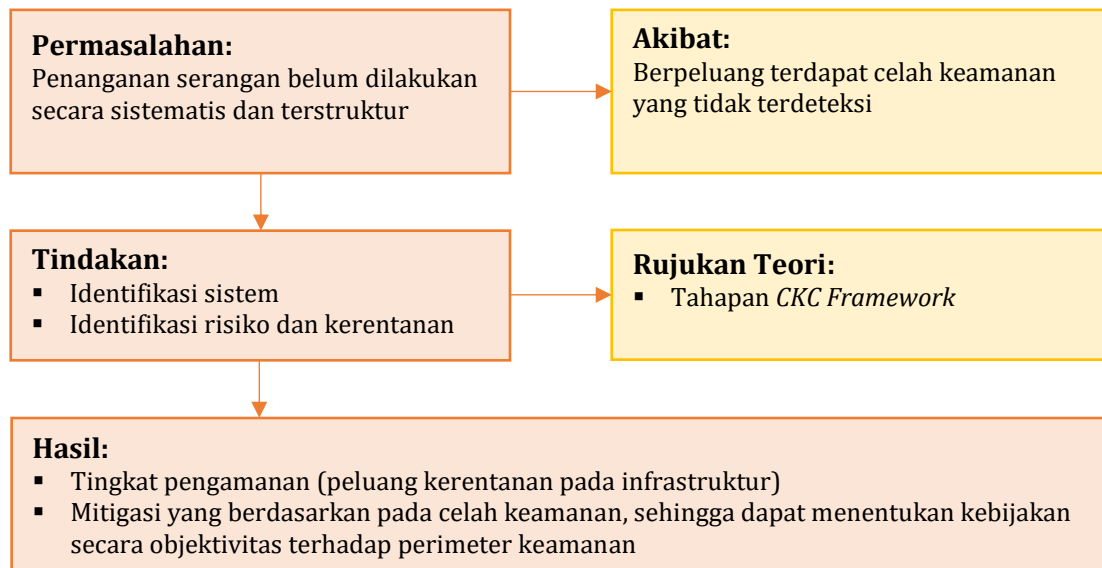 Permasalahan:
Penanganan serangan belum dilakukan
secara sistematis dan terstruktur
Akibat:
Berpeluang terdapat celah keamanan
yang tidak terdeteksi
Tindakan:
▪ Identifikasi sistem
▪ Identifikasi risiko dan kerentanan
Rujukan Teori:
▪ Tahapan CKC Framework
Hasil:
▪ Tingkat pengamanan (peluang kerentanan pada infrastruktur)
▪ Mitigasi yang berdasarkan pada celah keamanan, sehingga dapat menentukan kebijakan
secara objektivitas terhadap perimeter keamanan